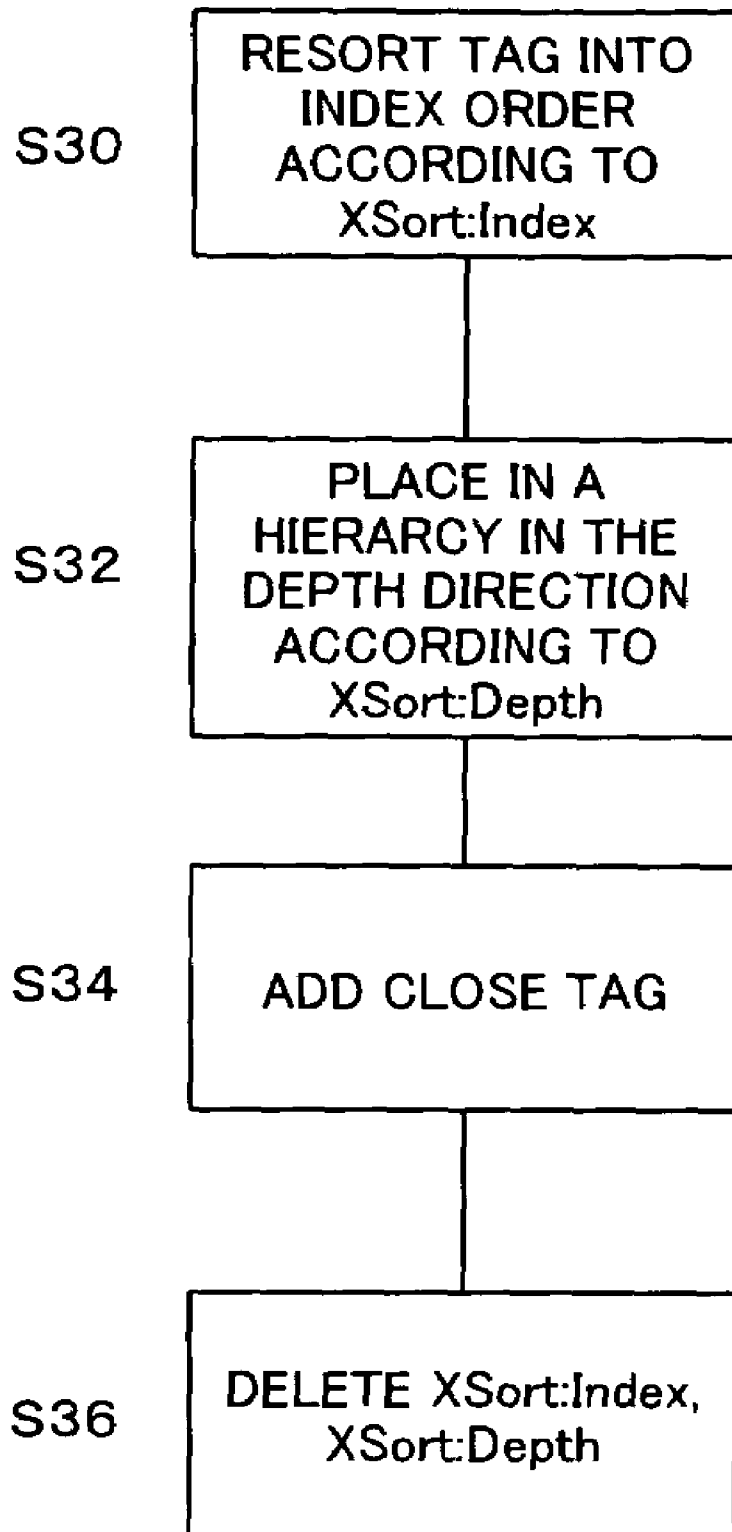 S30
RESORT TAG INTO
INDEX ORDER
ACCORDING TO
XSort:Index
S32
PLACE IN A
HIERARCY IN THE
DEPTH DIRECTION
ACCORDING TO
XSort:Depth
S34
ADD CLOSE TAG
S36
DELETE XSort:Index,
XSort:Depth